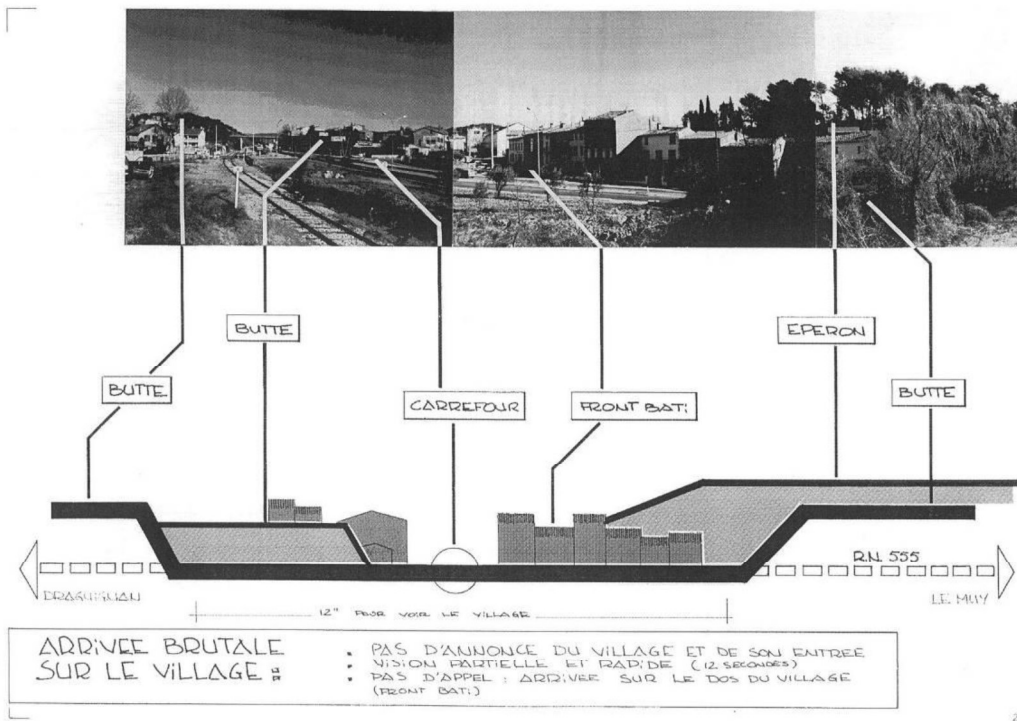 BUTTE
EPERON
BUTTE
CARREFOUR
FRONT BATI
BUTTE
R.N. 555
DRAGUIGNAN
LE MUY
12" POUR VOIR LE VILLAGE
ARRIVEE BRUTALE
SUR LE VILLAGE :
• PAS D'ANNONCE DU VILLAGE ET DE SON ENTREE
• VISION PARTIELLE ET RAPIDE (12 SECONDES)
• PAS D'APPEL : ARRIVEE SUR LE DOS DU VILLAGE
(FRONT BATI)